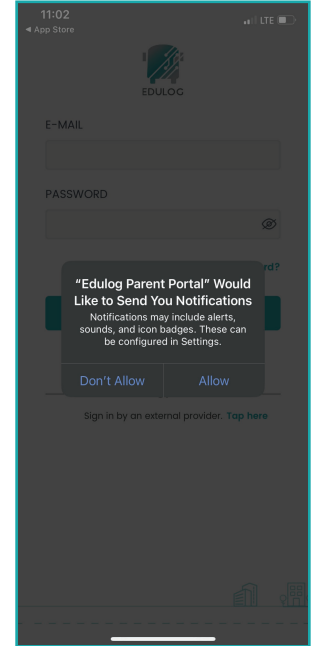 11:02
LTE
◀ App Store
EDULOG
E-MAIL
PASSWORD
rd?
“Edulog Parent Portal” Would
Like to Send You Notifications
Notifications may include alerts,
sounds, and icon badges. These can
be configured in Settings.
Don’t Allow
Allow
Sign in by an external provider. Tap here